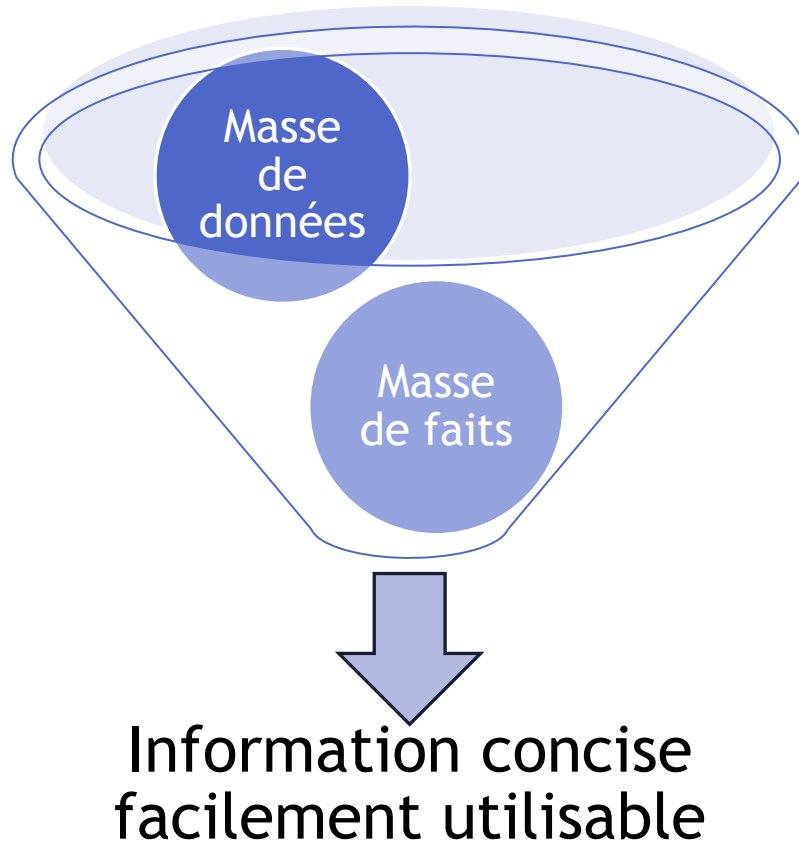 Masse
de
données
Masse
de faits
Information concise
facilement utilisable